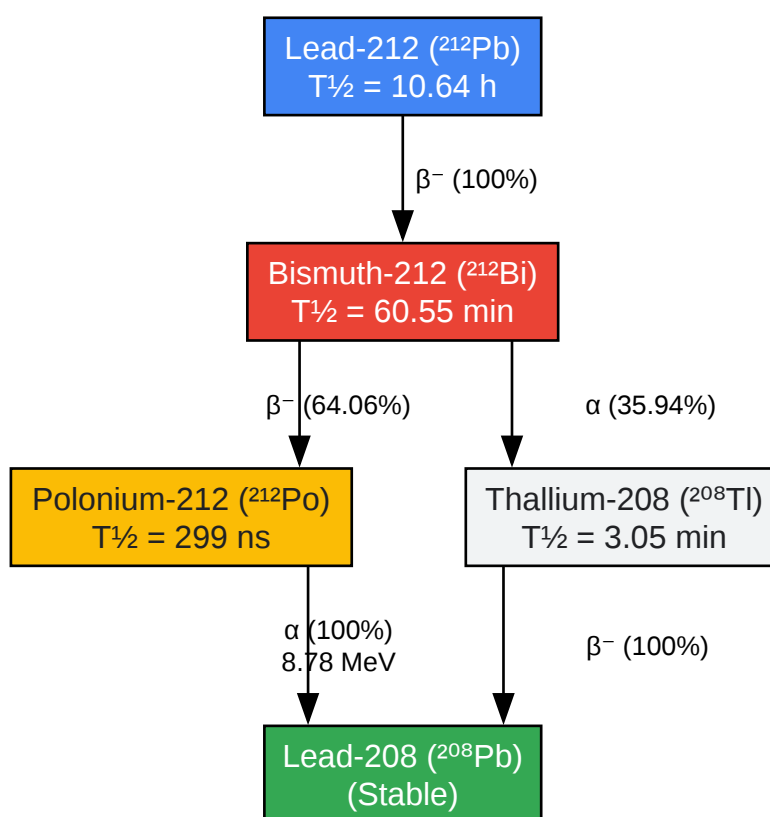 Lead-212 (²¹²Pb)
T½ = 10.64 h
β⁻ (100%)
Bismuth-212 (²¹²Bi)
T½ = 60.55 min
β⁻ (64.06%)
α (35.94%)
Polonium-212 (²¹²Po)
T½ = 299 ns
Thallium-208 (²⁰⁸Tl)
T½ = 3.05 min
α (100%)
8.78 MeV
β⁻ (100%)
Lead-208 (²⁰⁸Pb)
(Stable)